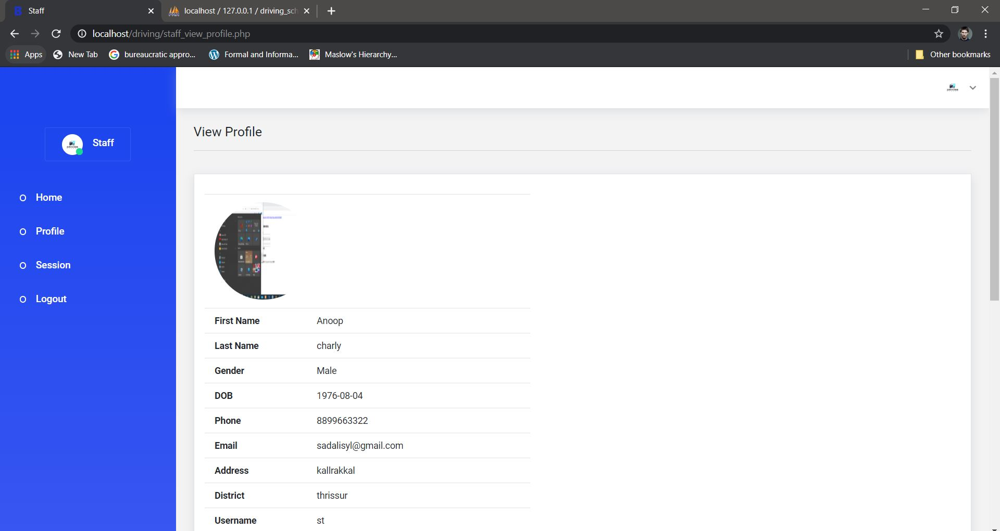 Staff
localhost / 127.0.0.1 / driving_sch
localhost/driving/staff_view_profile.php
Apps
New Tab
bureaucratic appro...
Formal and Informa...
Maslow's Hierarchy...
Other bookmarks
Staff
Home
Profile
Session
Logout
View Profile
First Name Anoop
Last Name charly
Gender Male
DOB 1976-08-04
Phone 8899663322
Email sadalisyl@gmail.com
Address kallrakkal
District thrissur
Username st